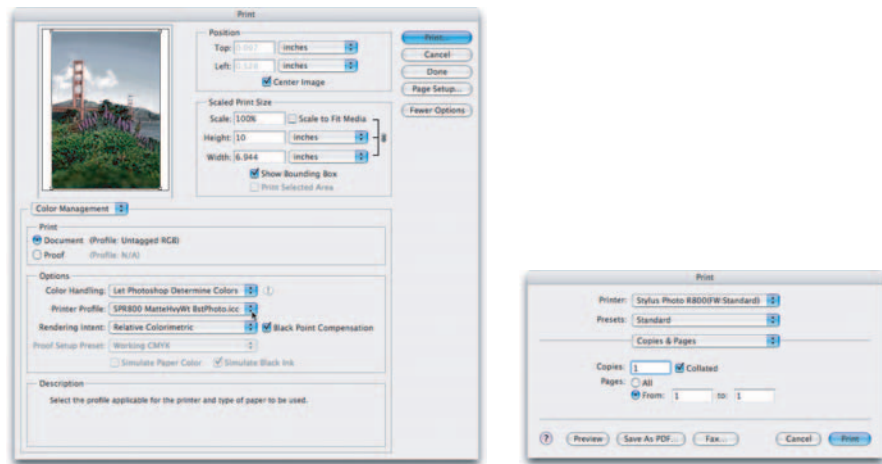 Print
Position
Top: inches
Left: inches
Center Image
Print...
Cancel
Done
Page Setup...
Fewer Options
Scaled Print Size
Scale: 100% Scale to Fit Media
Height: 10 inches
Width: 6.944 inches
Show Bounding Box
Print Selected Area
Color Management
Print
Document (Profile: Untagged RGB)
Proof (Profile: N/A)
Options
Color Handling: Let Photoshop Determine Colors
Printer Profile: SPR800 MatteHvyWt BstPhoto.icc
Rendering Intent: Relative Colorimetric Black Point Compensation
Proof Setup Preset: Working CMYK
Simulate Paper Color Simulate Black Ink
Description
Select the profile applicable for the printer and type of paper to be used.
Print
Printer: Stylus Photo R800(FW:Standard)
Presets: Standard
Copies & Pages
Copies: 1 Collated
Pages: All
From: 1 to: 1
? Preview Save As PDF... Fax... Cancel Print